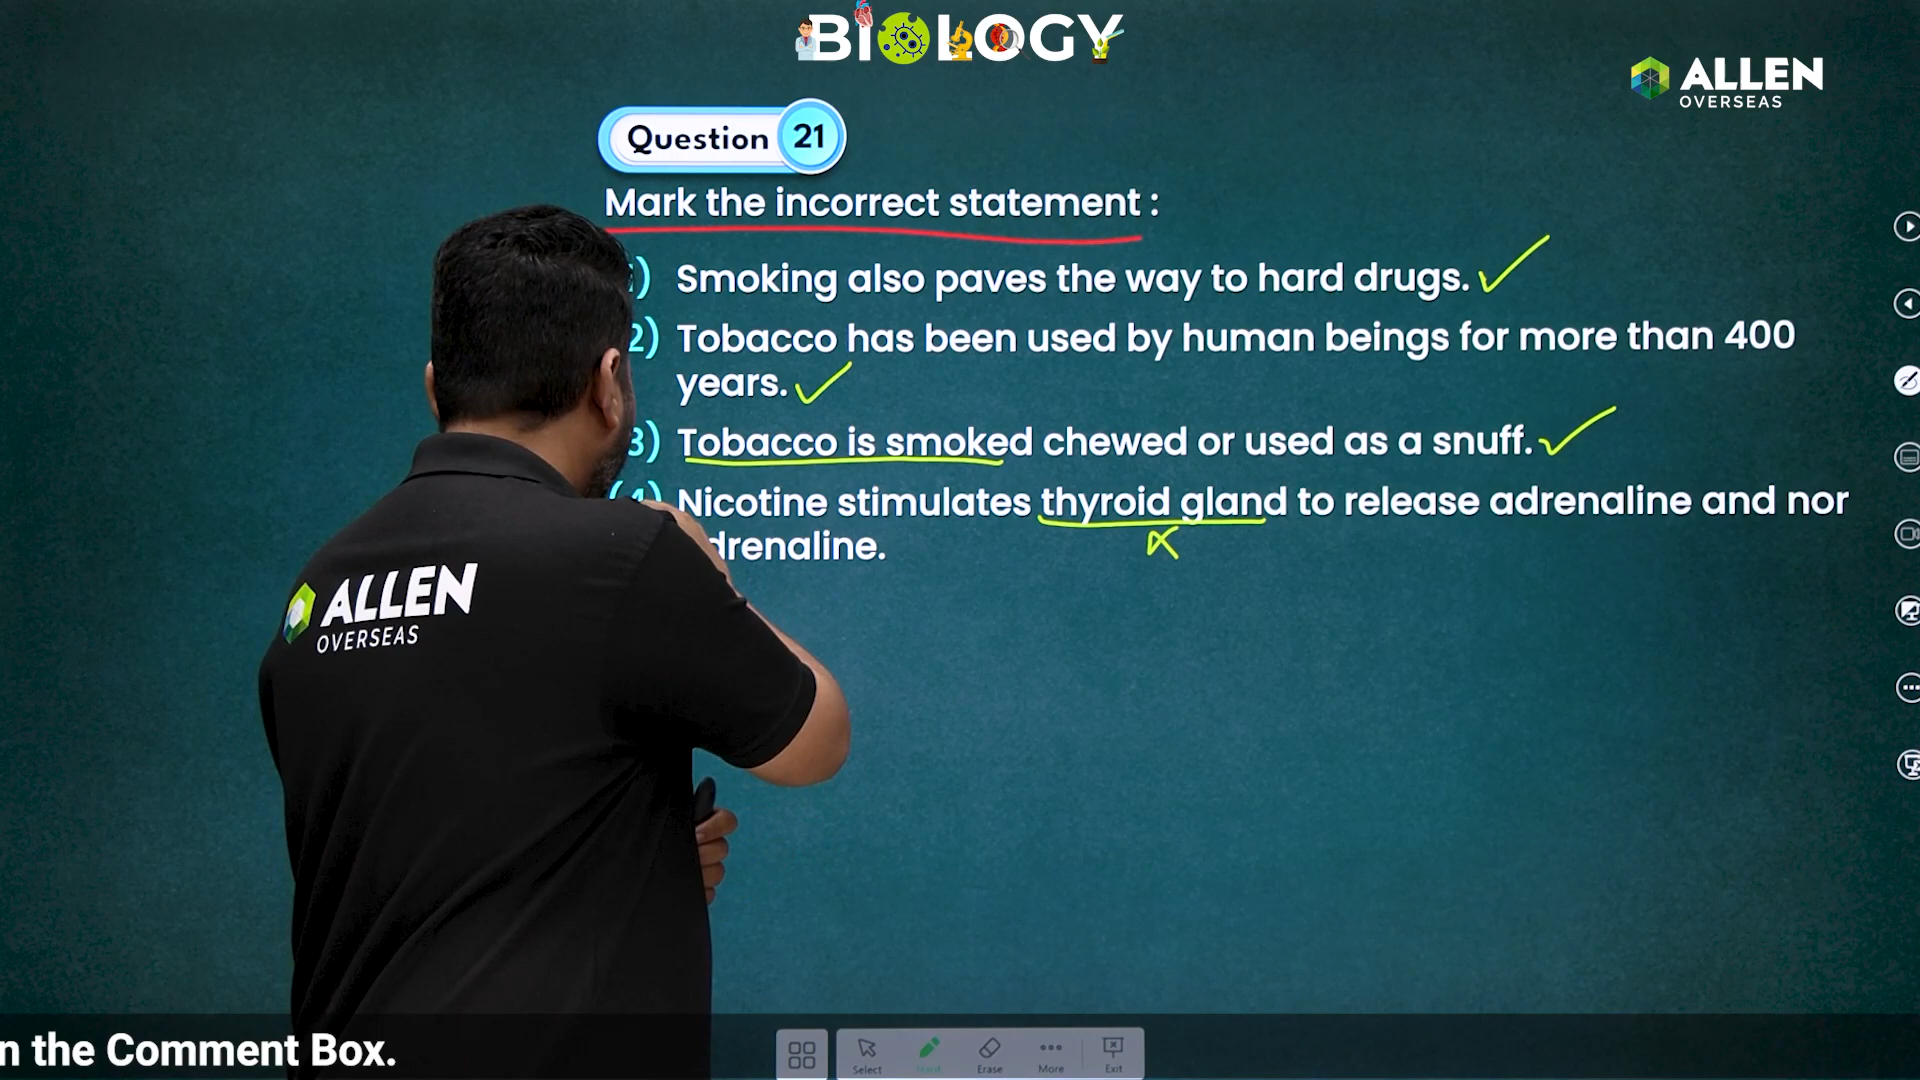 BIOLOGY
ALLEN
OVERSEAS
Question 21
Mark the incorrect statement :
Smoking also paves the way to hard drugs.
2) Tobacco has been used by human beings for more than 400
years.
3) Tobacco is smoked chewed or used as a snuff.
(4) Nicotine stimulates thyroid gland to release adrenaline and nor
drenaline.
ALLEN
OVERSEAS
n the Comment Box.
Select
Erase
More
Exit